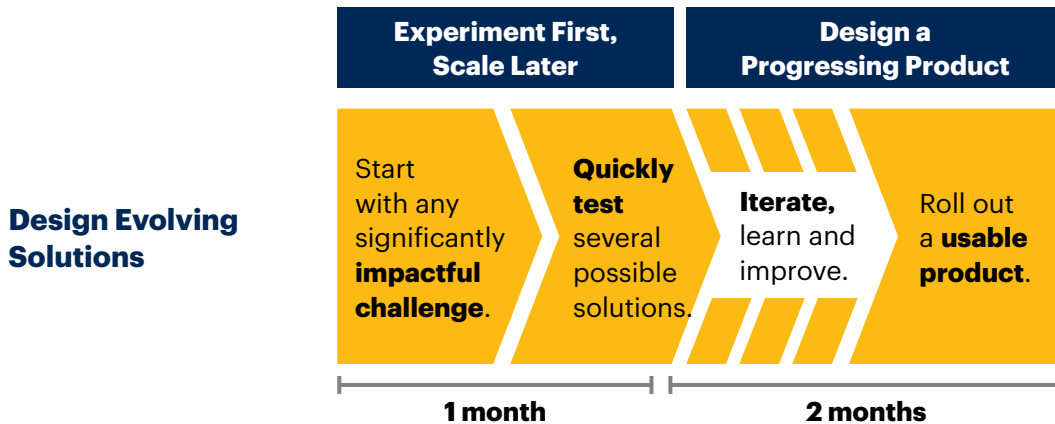 Experiment First,
Scale Later
Design a
Progressing Product
Design Evolving
Solutions
Start
with any
significantly
impactful
challenge.
Quickly
test
several
possible
solutions.
Iterate,
learn and
improve.
Roll out
a usable
product.
1 month
2 months